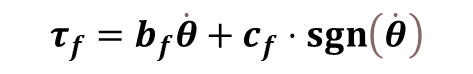 τ_f = b_f θ̇ + c_f · sgn(θ̇)